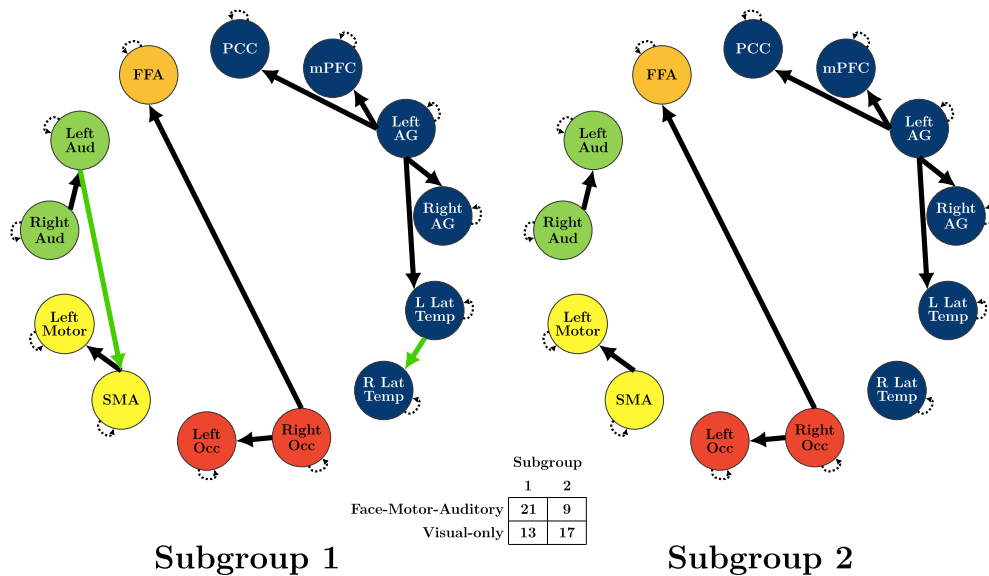 PCC
mPFC
FFA
Left
AG
Left
Aud
Right
AG
Right
Aud
L Lat
Temp
Left
Motor
R Lat
Temp
SMA
Left
Occ
Right
Occ
PCC
mPFC
FFA
Left
AG
Left
Aud
Right
AG
Right
Aud
L Lat
Temp
Left
Motor
R Lat
Temp
SMA
Left
Occ
Right
Occ
Subgroup
1 2
Face-Motor-Auditory 21 9
Visual-only 13 17
Subgroup 1
Subgroup 2